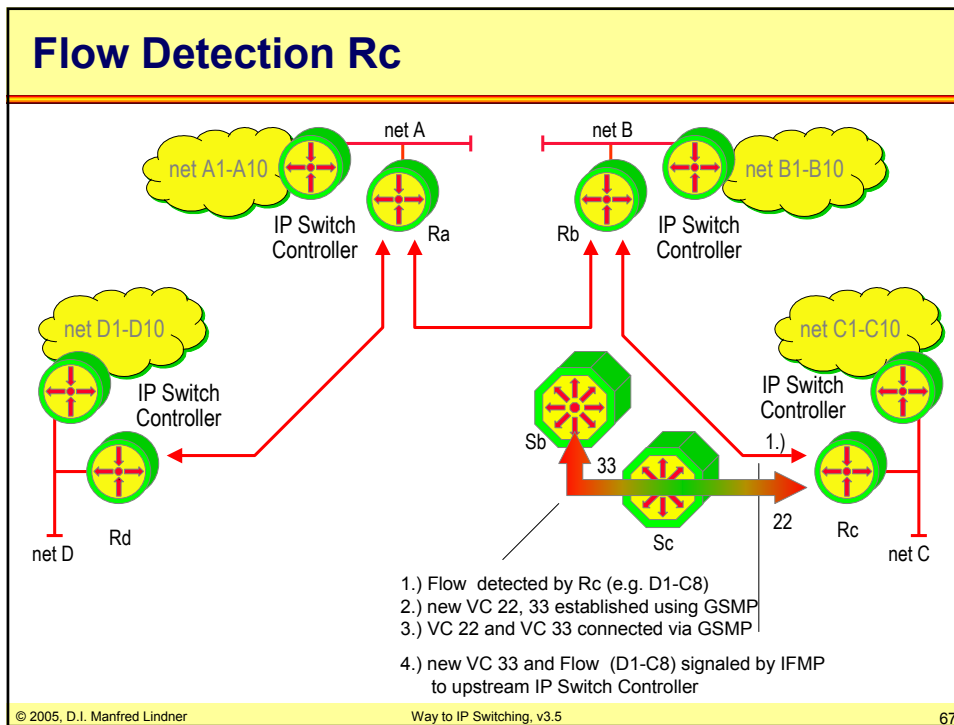 Flow Detection Rc
net A
net B
net A1-A10
net B1-B10
IP Switch
Controller
Ra
Rb
IP Switch
Controller
net D1-D10
net C1-C10
IP Switch
Controller
IP Switch
Controller
Sb
1.)
33
Rd
Sc
22
Rc
net D
net C
1.) Flow detected by Rc (e.g. D1-C8)
2.) new VC 22, 33 established using GSMP
3.) VC 22 and VC 33 connected via GSMP
4.) new VC 33 and Flow (D1-C8) signaled by IFMP
to upstream IP Switch Controller
© 2005, D.I. Manfred Lindner
Way to IP Switching, v3.5
67